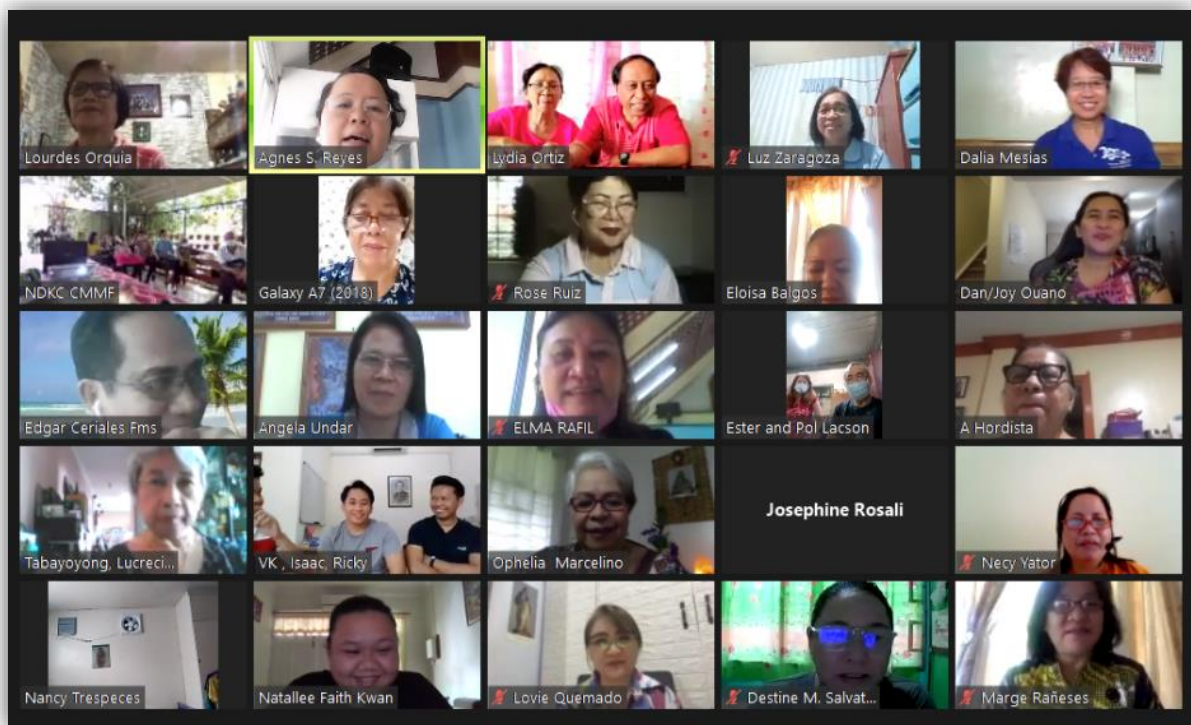 Lourdes Orquia
Agnes S. Reyes
Lydia Ortiz
Luz Zaragoza
Dalia Mesias
NDKC CMMF
Galaxy A7 (2018)
Rose Ruiz
Eloisa Balgos
Dan/Joy Ouano
Edgar Ceriales Fms
Angela Undar
ELMA RAFIL
Ester and Pol Lacson
A Hordista
Tabayoyong, Lucreci...
VK , Isaac, Ricky
Ophelia Marcelino
Josephine Rosali
Necy Yator
Nancy Trespeces
Natallee Faith Kwan
Lovie Quemado
Destine M. Salvat...
Marge Rañeses